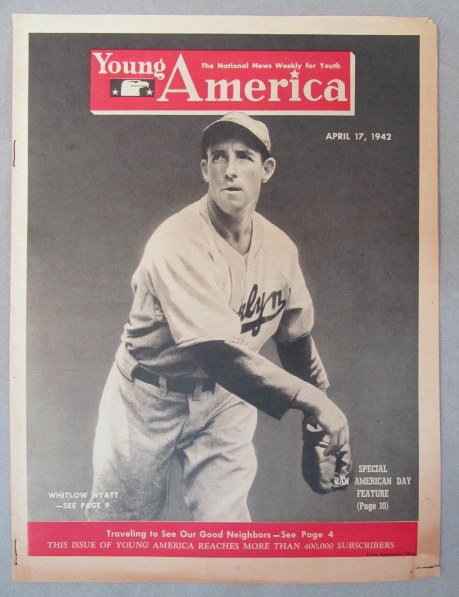 Young
The National News Weekly for Youth
America
APRIL 17, 1942
klyn
SPECIAL
PAN AMERICAN DAY
FEATURE
(Page 10)
WHITLOW WYATT
—SEE PAGE 9
Traveling to See Our Good Neighbors—See Page 4
THIS ISSUE OF YOUNG AMERICA REACHES MORE THAN 400,000 SUBSCRIBERS